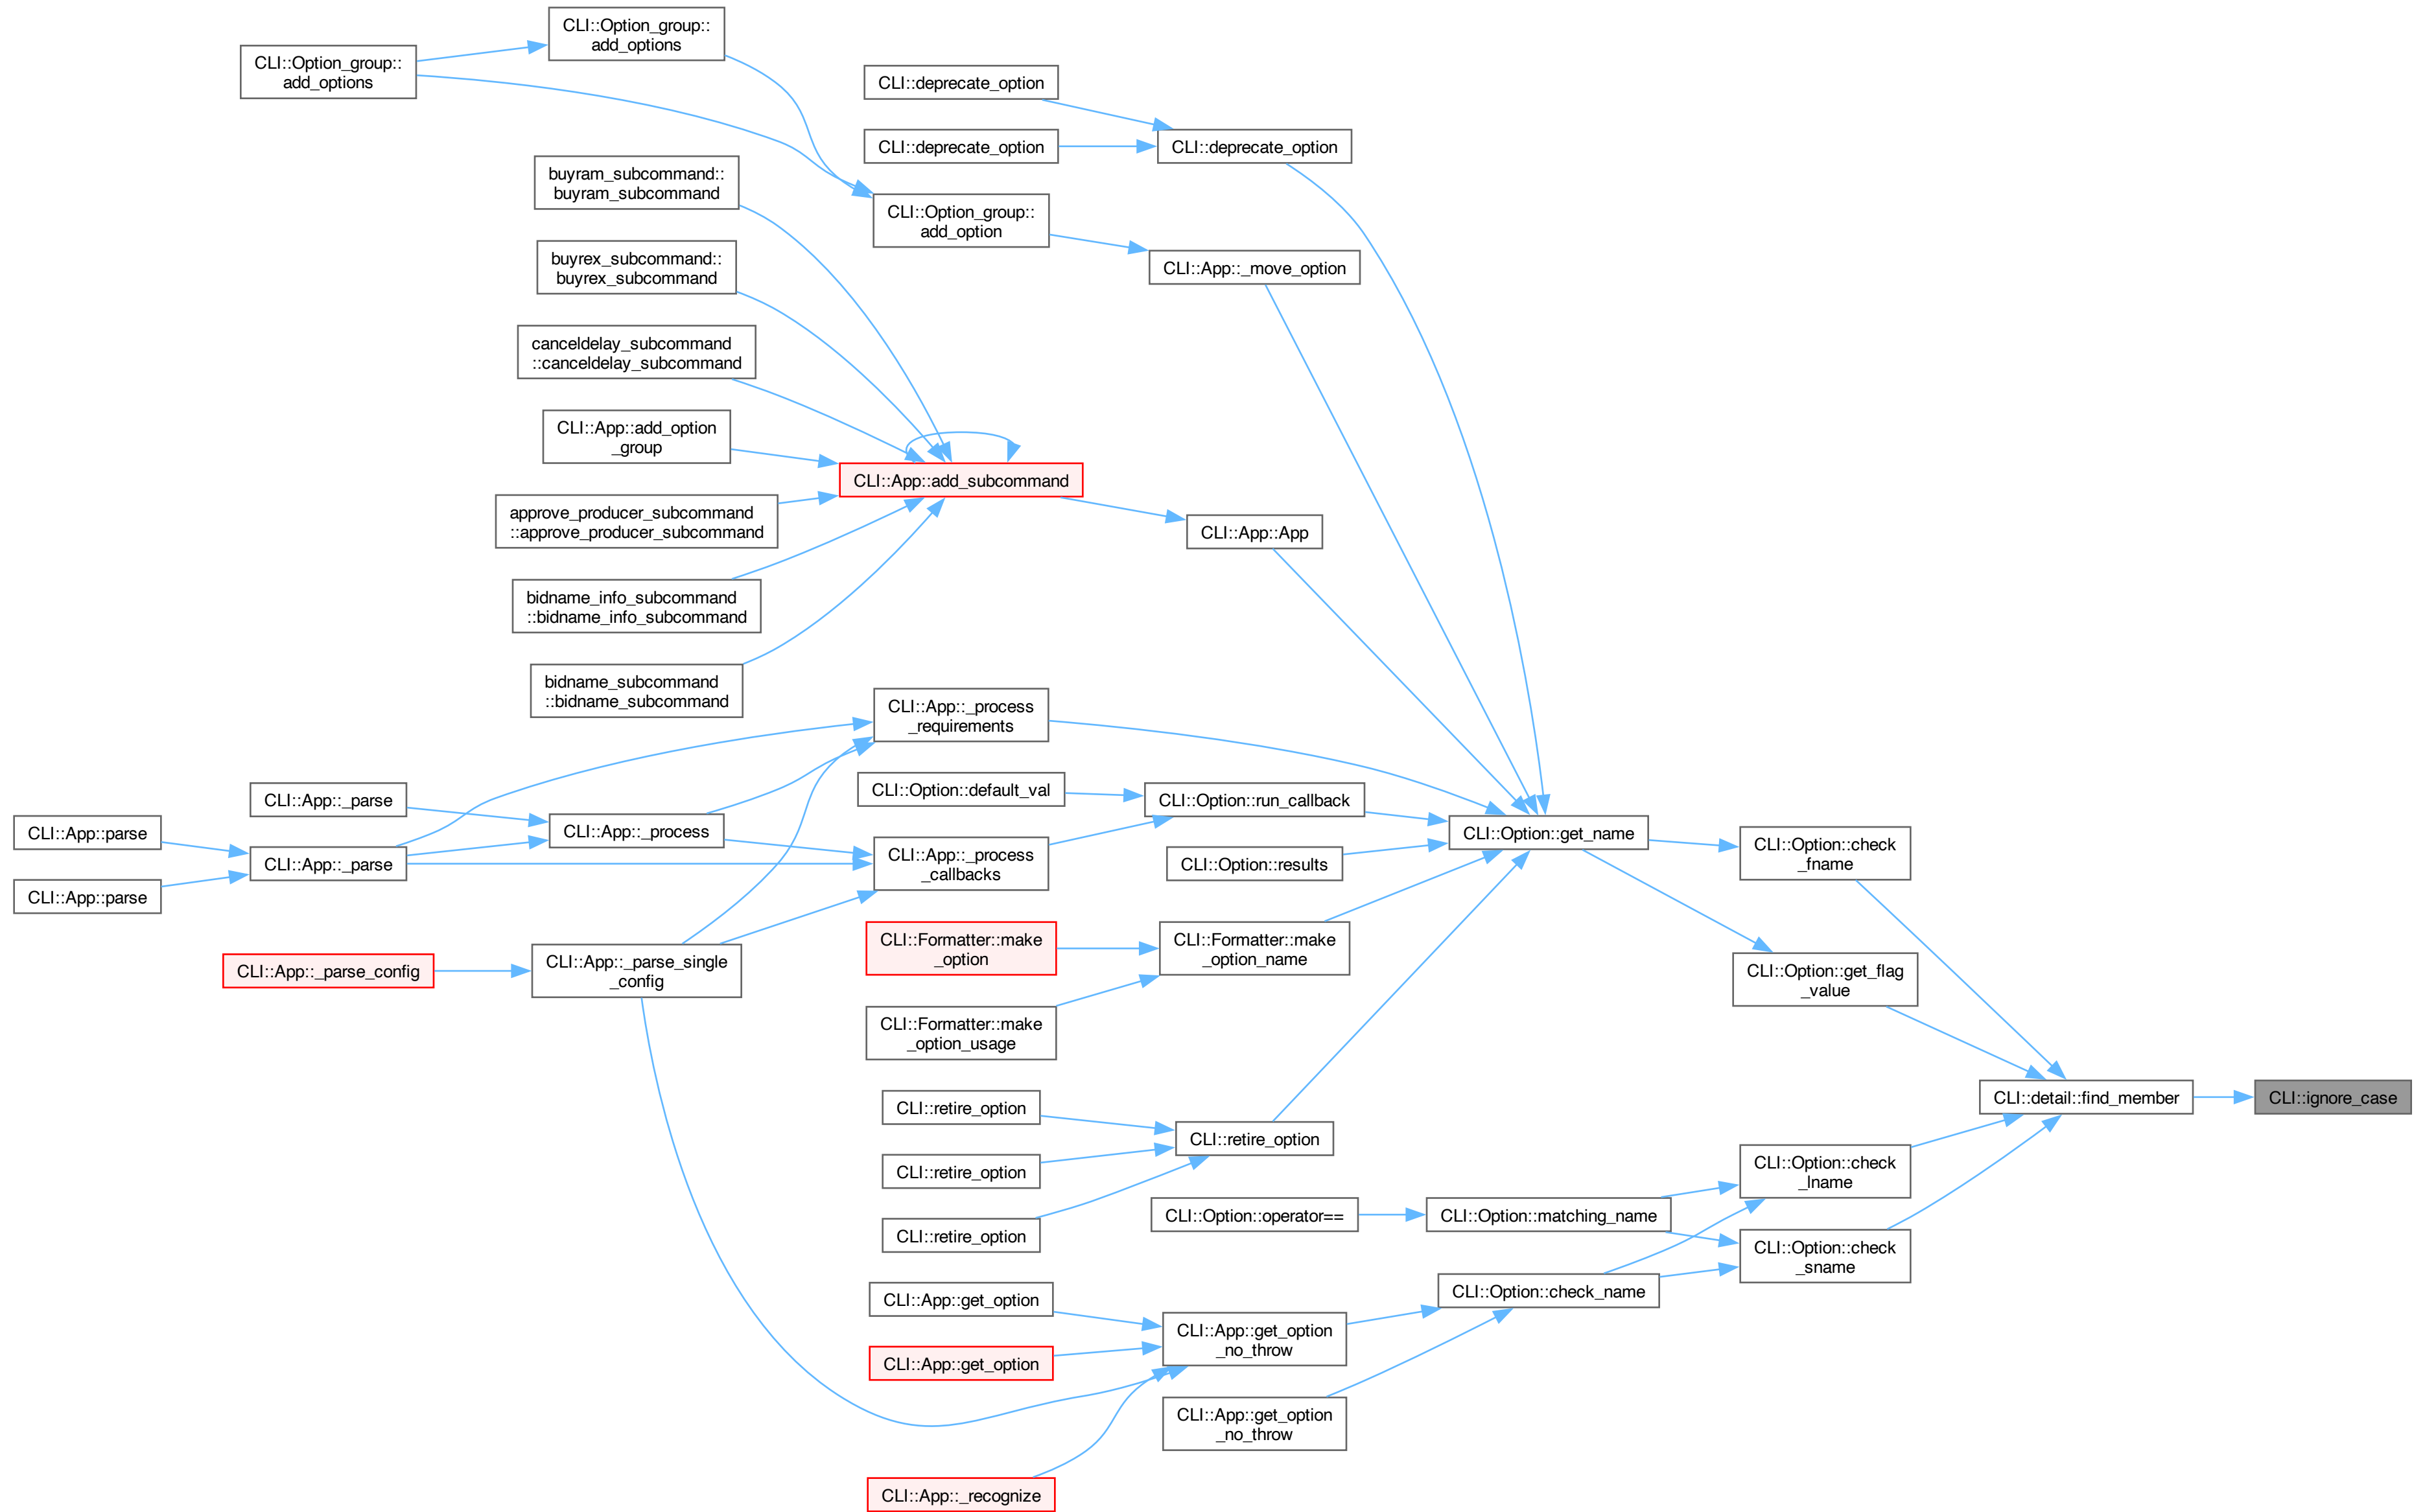 CLI::Option_group::
add_options
CLI::Option_group::
add_options
CLI::deprecate_option
CLI::deprecate_option
CLI::deprecate_option
buyram_subcommand::
buyram_subcommand
CLI::Option_group::
add_option
buyrex_subcommand::
buyrex_subcommand
CLI::App::_move_option
canceldelay_subcommand
::canceldelay_subcommand
CLI::App::add_option
_group
CLI::App::add_subcommand
approve_producer_subcommand
::approve_producer_subcommand
CLI::App::App
bidname_info_subcommand
::bidname_info_subcommand
bidname_subcommand
::bidname_subcommand
CLI::App::_process
_requirements
CLI::App::_parse
CLI::Option::default_val
CLI::Option::run_callback
CLI::App::parse
CLI::App::_process
CLI::Option::get_name
CLI::App::_parse
CLI::App::_process
_callbacks
CLI::Option::results
CLI::Option::check
_fname
CLI::App::parse
CLI::App::_parse_config
CLI::App::_parse_single
_config
CLI::Formatter::make
_option
CLI::Formatter::make
_option_name
CLI::Option::get_flag
_value
CLI::Formatter::make
_option_usage
CLI::detail::find_member
CLI::ignore_case
CLI::retire_option
CLI::retire_option
CLI::retire_option
CLI::Option::check
_lname
CLI::retire_option
CLI::Option::operator==
CLI::Option::matching_name
CLI::Option::check
_sname
CLI::App::get_option
CLI::Option::check_name
CLI::App::get_option
CLI::App::get_option
_no_throw
CLI::App::get_option
_no_throw
CLI::App::_recognize